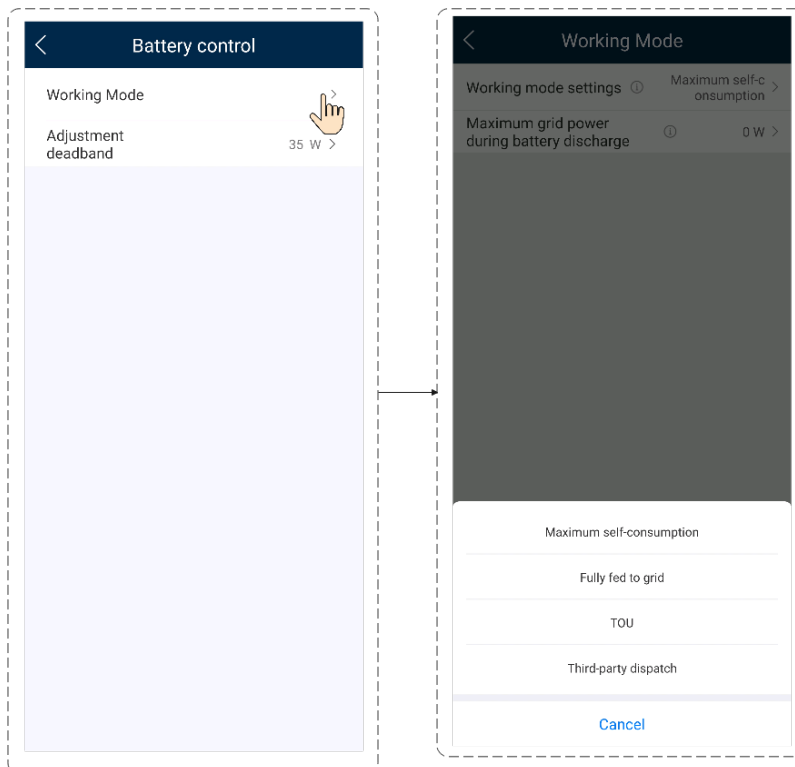 Battery control
Working Mode
Adjustment
deadband
35 W
Working Mode
Working mode settings
Maximum self-c
onsumption
Maximum grid power
during battery discharge
0 W
Maximum self-consumption
Fully fed to grid
TOU
Third-party dispatch
Cancel